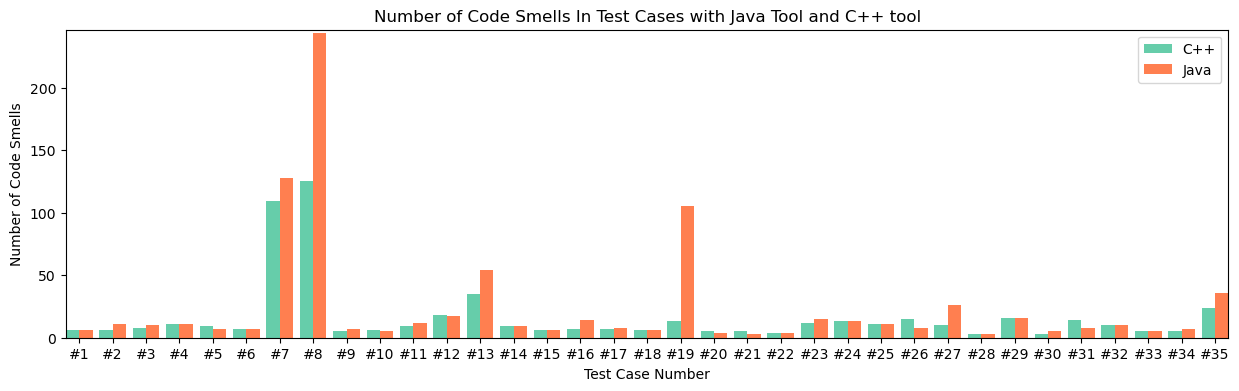 Number of Code Smells In Test Cases with Java Tool and C++ tool
C++
Java
Number of Code Smells
200
150
100
50
0
#1 #2 #3 #4 #5 #6 #7 #8 #9 #10 #11 #12 #13 #14 #15 #16 #17 #18 #19 #20 #21 #22 #23 #24 #25 #26 #27 #28 #29 #30 #31 #32 #33 #34 #35
Test Case Number